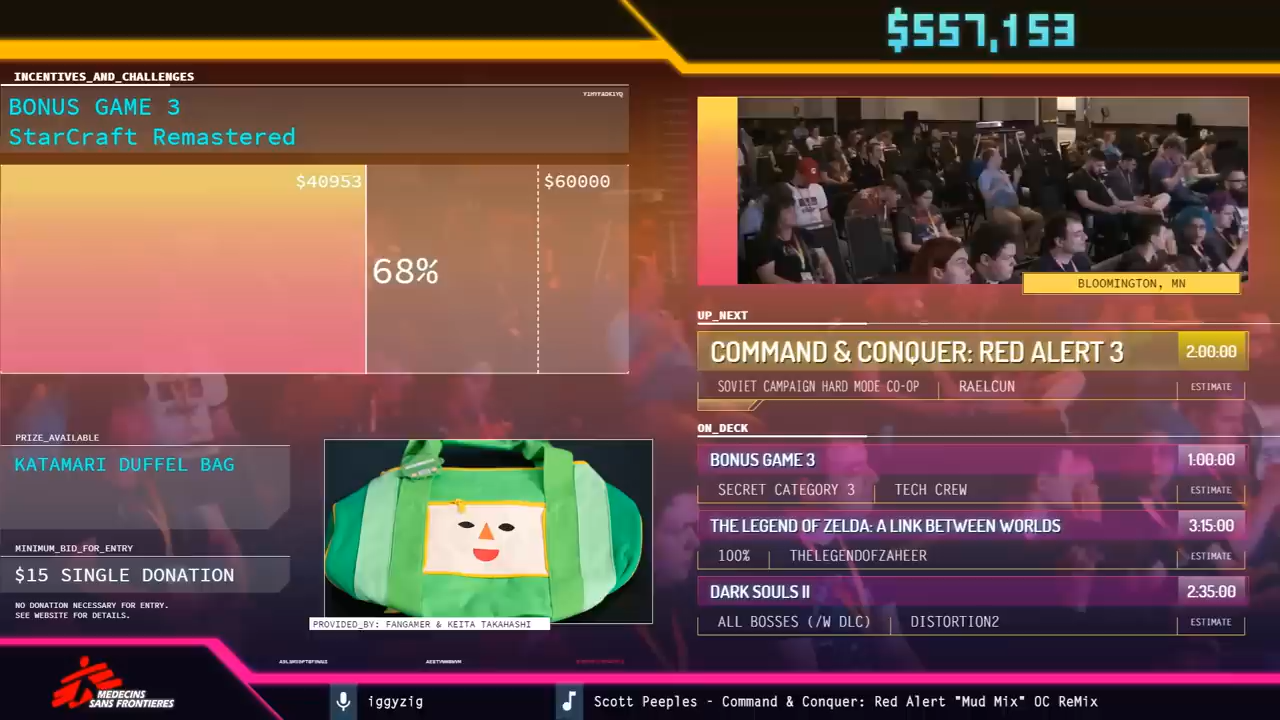 $557,153
INCENTIVES_AND_CHALLENGES
BONUS GAME 3
StarCraft Remastered
$40953
$60000
68%
BLOOMINGTON, MN
UP_NEXT
COMMAND & CONQUER: RED ALERT 3
2:00:00
SOVIET CAMPAIGN HARD MODE CO-OP
RAELCUN
ESTIMATE
ON_DECK
BONUS GAME 3
1:00:00
SECRET CATEGORY 3
TECH CREW
ESTIMATE
THE LEGEND OF ZELDA: A LINK BETWEEN WORLDS
3:15:00
100%
THELEGENDOFZAHEER
ESTIMATE
DARK SOULS II
2:35:00
ALL BOSSES (/W DLC)
DISTORTION2
ESTIMATE
PRIZE_AVAILABLE
KATAMARI DUFFEL BAG
MINIMUM_BID_FOR_ENTRY
$15 SINGLE DONATION
NO DONATION NECESSARY FOR ENTRY.
SEE WEBSITE FOR DETAILS.
PROVIDED_BY: FANGAMER & KEITA TAKAHASHI
MEDECINS
SANS FRONTIERES
iggyzig
Scott Peeples - Command & Conquer: Red Alert "Mud Mix" OC ReMix